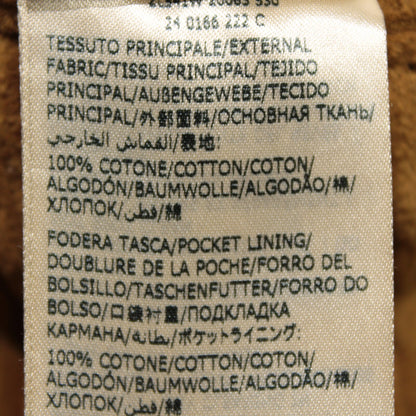 24 0166 222 C
TESSUTO PRINCIPALE/EXTERNAL
FABRIC/TISSU PRINCIPAL/TEJIDO
PRINCIPAL/AUßENGEWEBE/TECIDO
PRINCIPAL/外部面料/ОСНОВНАЯ ТКАНЬ/
القماش الخارجي/表地:
100% COTONE/COTTON/COTON/
ALGODÓN/BAUMWOLLE/ALGODÃO/棉/
ХЛОПОК/قطن/綿
FODERA TASCA/POCKET LINING/
DOUBLURE DE LA POCHE/FORRO DEL
BOLSILLO/TASCHENFUTTER/FORRO DO
BOLSO/口袋衬里/ПОДКЛАДКА
КАРМАНА/بطانة/ポケットライニング:
100% COTONE/COTTON/COTON/
ALGODÓN/BAUMWOLLE/ALGODÃO/棉/
ХЛОПОК/قطن/綿